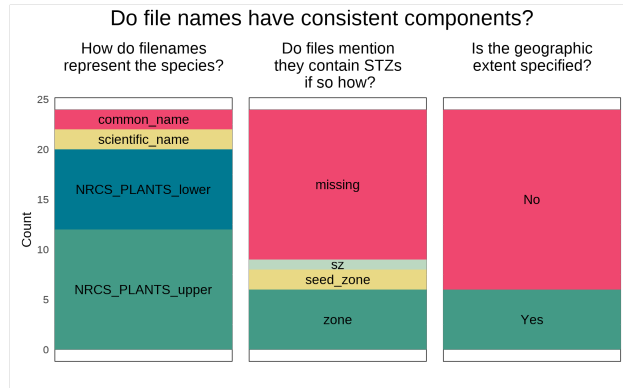 Do file names have consistent components?
How do filenames
represent the species?
Do files mention
they contain STZs
if so how?
Is the geographic
extent specified?
Count
25
20
15
10
5
0
common_name
scientific_name
NRCS_PLANTS_lower
NRCS_PLANTS_upper
missing
sz
seed_zone
zone
No
Yes